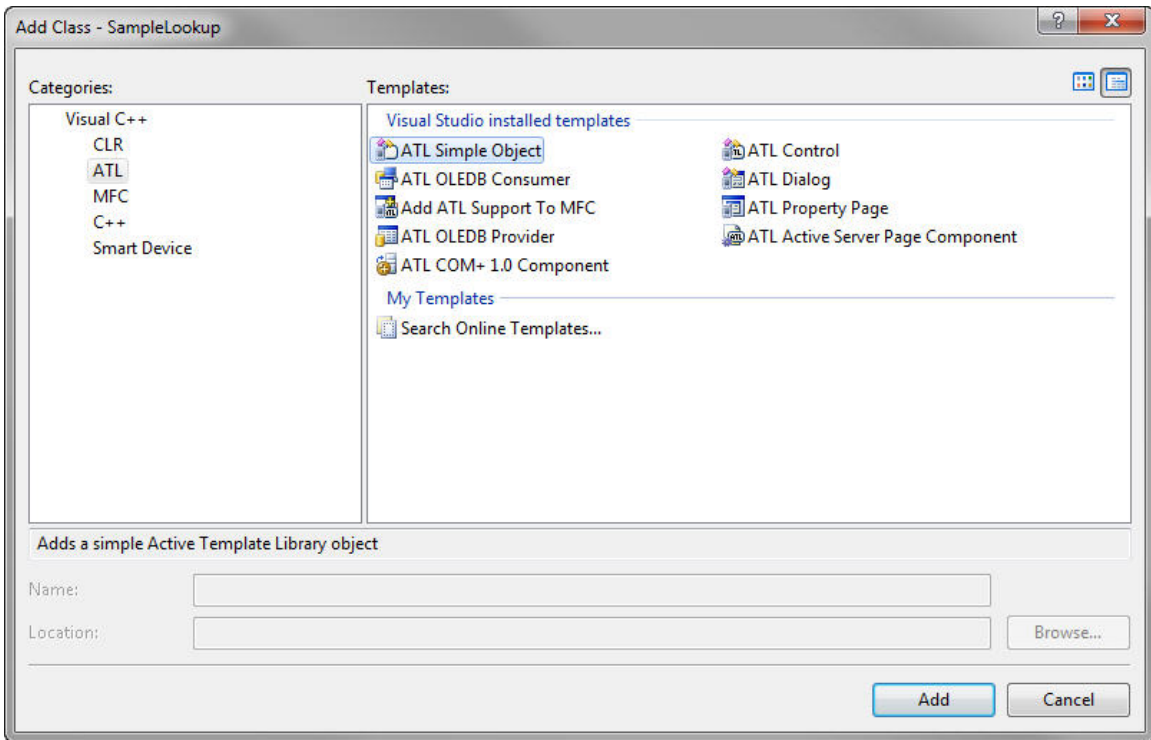 Add Class - SampleLookup
Categories:
Templates:
Visual C++
CLR
ATL
MFC
C++
Smart Device
Visual Studio installed templates
ATL Simple Object
ATL Control
ATL OLEDB Consumer
ATL Dialog
Add ATL Support To MFC
ATL Property Page
ATL OLEDB Provider
ATL Active Server Page Component
ATL COM+ 1.0 Component
My Templates
Search Online Templates...
Adds a simple Active Template Library object
Name:
Location:
Browse...
Add
Cancel